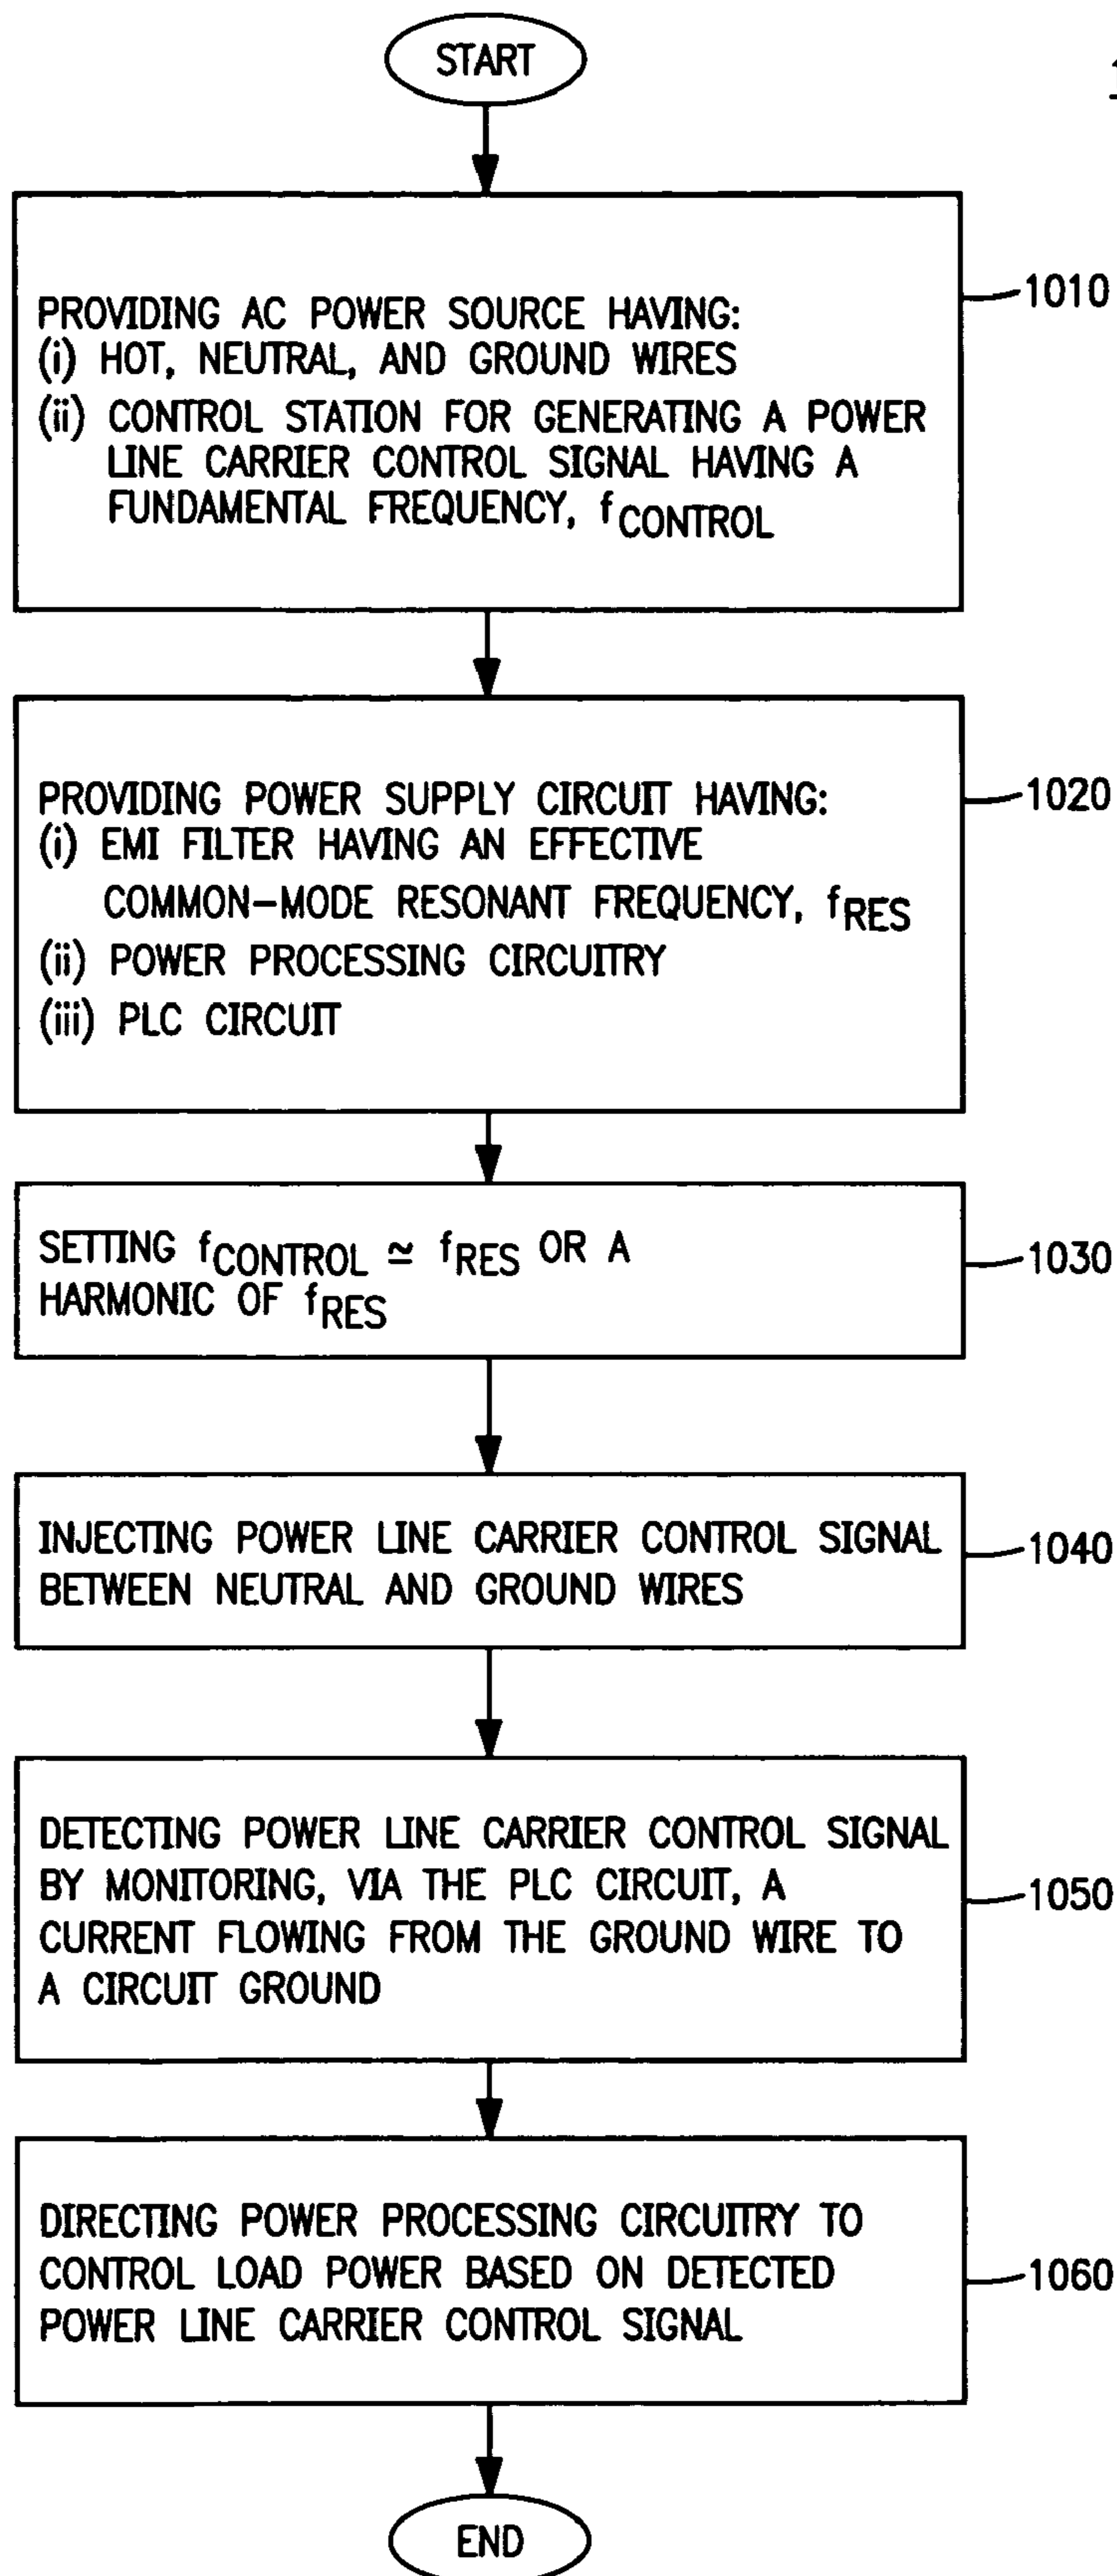 START
PROVIDING AC POWER SOURCE HAVING:
(i) HOT, NEUTRAL, AND GROUND WIRES
(ii) CONTROL STATION FOR GENERATING A POWER
LINE CARRIER CONTROL SIGNAL HAVING A
FUNDAMENTAL FREQUENCY, fCONTROL
1010
PROVIDING POWER SUPPLY CIRCUIT HAVING:
(i) EMI FILTER HAVING AN EFFECTIVE
COMMON-MODE RESONANT FREQUENCY, fRES
(ii) POWER PROCESSING CIRCUITRY
(iii) PLC CIRCUIT
1020
SETTING fCONTROL ≃ fRES OR A
HARMONIC OF fRES
1030
INJECTING POWER LINE CARRIER CONTROL SIGNAL
BETWEEN NEUTRAL AND GROUND WIRES
1040
DETECTING POWER LINE CARRIER CONTROL SIGNAL
BY MONITORING, VIA THE PLC CIRCUIT, A
CURRENT FLOWING FROM THE GROUND WIRE TO
A CIRCUIT GROUND
1050
DIRECTING POWER PROCESSING CIRCUITRY TO
CONTROL LOAD POWER BASED ON DETECTED
POWER LINE CARRIER CONTROL SIGNAL
1060
END